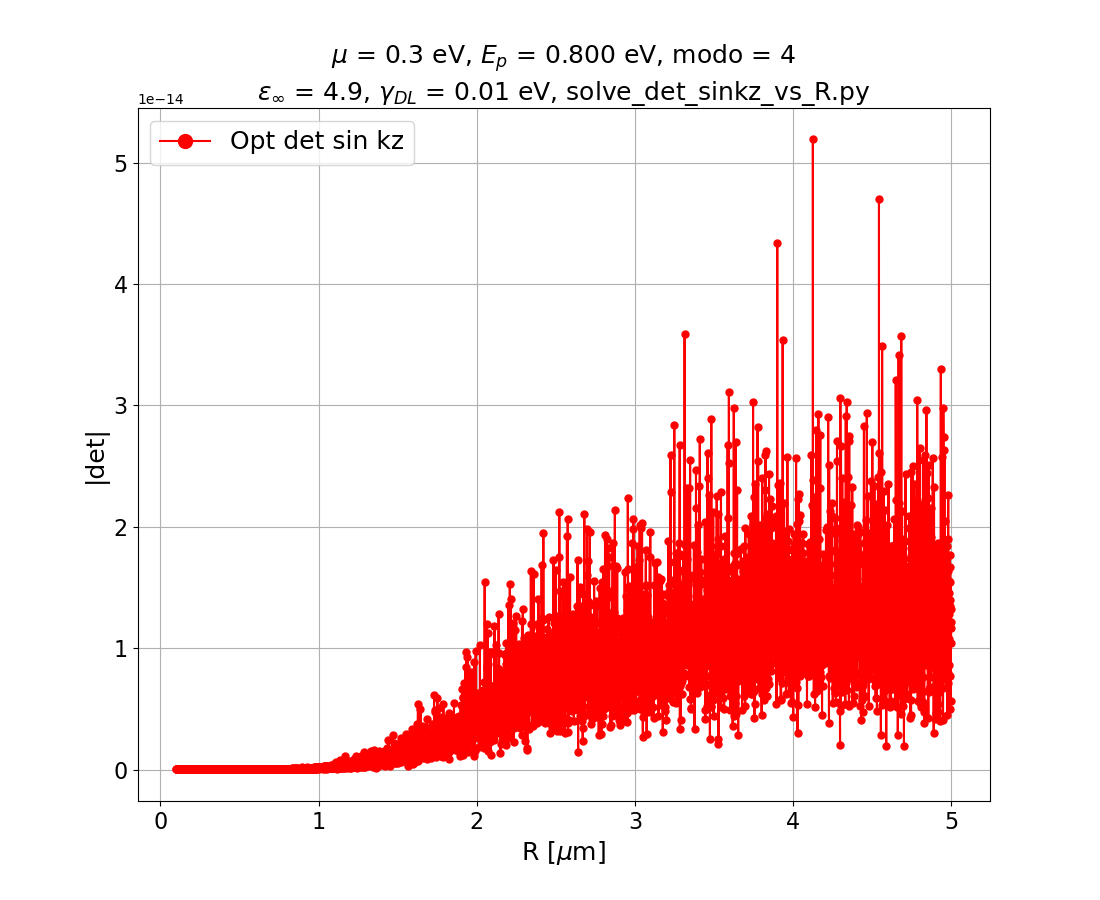 μ = 0.3 eV, E_p = 0.800 eV, modo = 4
ε_∞ = 4.9, γ_DL = 0.01 eV, solve_det_sinkz_vs_R.py
1e−14
Opt det sin kz
5
4
3
2
1
0
|det|
0 1 2 3 4 5
R [μm]